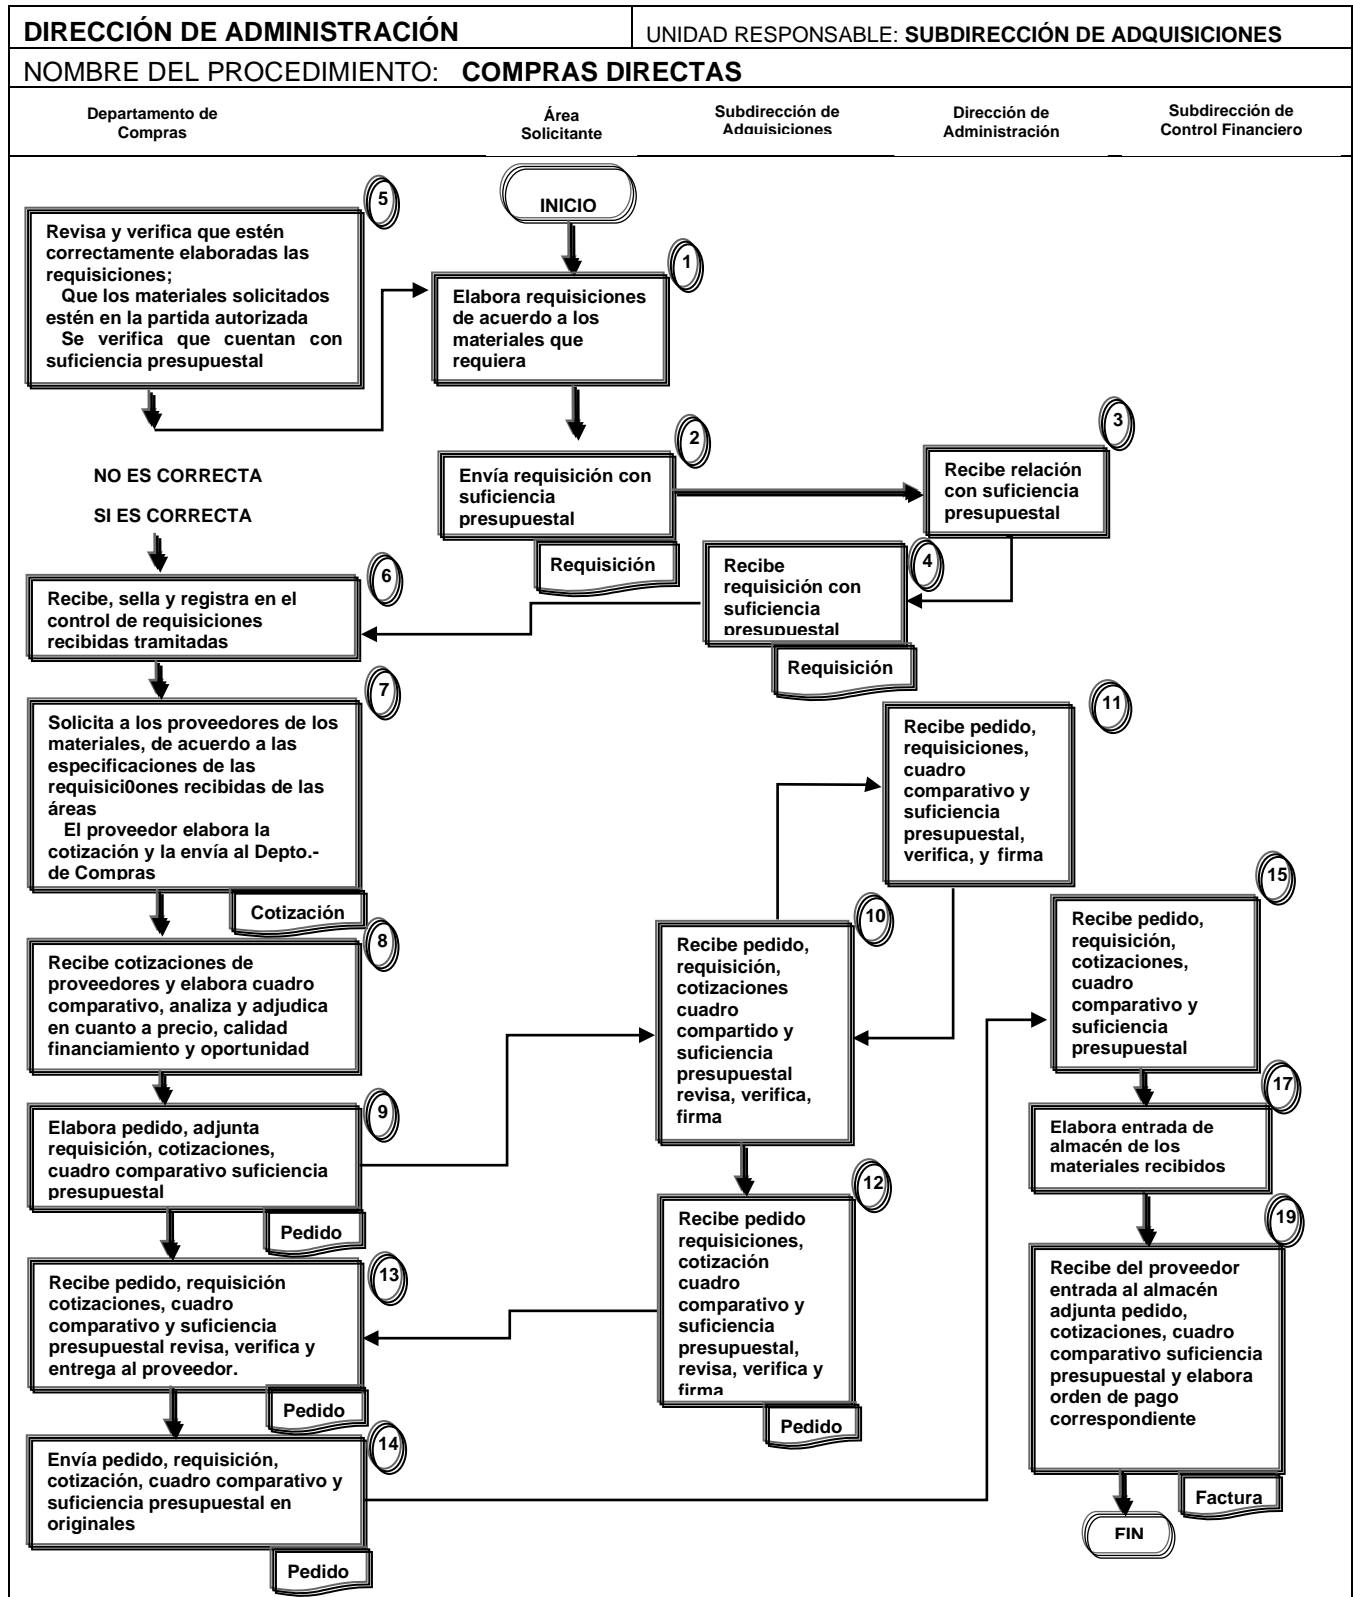 DIRECCIÓN DE ADMINISTRACIÓN
UNIDAD RESPONSABLE: SUBDIRECCIÓN DE ADQUISICIONES
NOMBRE DEL PROCEDIMIENTO: COMPRAS DIRECTAS
Departamento de
Compras
Área
Solicitante
Subdirección de
Adquisiciones
Dirección de
Administración
Subdirección de
Control Financiero
INICIO
5
Revisa y verifica que estén
correctamente elaboradas las
requisiciones;
Que los materiales solicitados
estén en la partida autorizada
Se verifica que cuentan con
suficiencia presupuestal
1
Elabora requisiciones
de acuerdo a los
materiales que
requiera
NO ES CORRECTA
SI ES CORRECTA
2
Envía requisición con
suficiencia
presupuestal
Requisición
3
Recibe relación
con suficiencia
presupuestal
4
Recibe
requisición con
suficiencia
presupuestal
Requisición
6
Recibe, sella y registra en el
control de requisiciones
recibidas tramitadas
7
Solicita a los proveedores de los
materiales, de acuerdo a las
especificaciones de las
requisici0ones recibidas de las
áreas
El proveedor elabora la
cotización y la envía al Depto.-
de Compras
Cotización
11
Recibe pedido,
requisiciones,
cuadro
comparativo y
suficiencia
presupuestal,
verifica, y firma
8
Recibe cotizaciones de
proveedores y elabora cuadro
comparativo, analiza y adjudica
en cuanto a precio, calidad
financiamiento y oportunidad
10
Recibe pedido,
requisición,
cotizaciones
cuadro
compartido y
suficiencia
presupuestal
revisa, verifica,
firma
15
Recibe pedido,
requisición,
cotizaciones,
cuadro
comparativo y
suficiencia
presupuestal
9
Elabora pedido, adjunta
requisición, cotizaciones,
cuadro comparativo suficiencia
presupuestal
Pedido
17
Elabora entrada de
almacén de los
materiales recibidos
12
Recibe pedido
requisiciones,
cotización
cuadro
comparativo y
suficiencia
presupuestal,
revisa, verifica y
firma
Pedido
13
Recibe pedido, requisición
cotizaciones, cuadro
comparativo y suficiencia
presupuestal revisa, verifica y
entrega al proveedor.
Pedido
19
Recibe del proveedor
entrada al almacén
adjunta pedido,
cotizaciones, cuadro
comparativo suficiencia
presupuestal y elabora
orden de pago
correspondiente
Factura
14
Envía pedido, requisición,
cotización, cuadro comparativo y
suficiencia presupuestal en
originales
Pedido
FIN